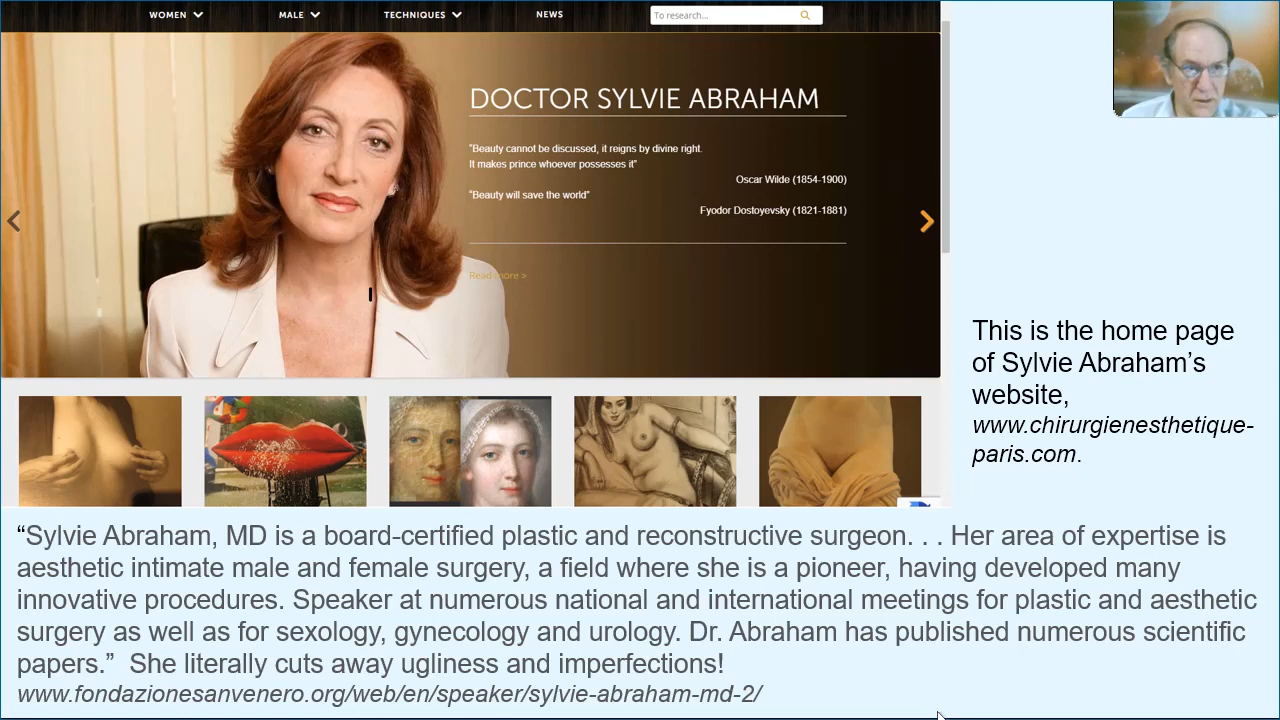 WOMEN MALE TECHNIQUES NEWS To research...
DOCTOR SYLVIE ABRAHAM
"Beauty cannot be discussed, it reigns by divine right.
It makes prince whoever possesses it"
Oscar Wilde (1854-1900)
"Beauty will save the world"
Fyodor Dostoyevsky (1821-1881)
Read more >
This is the home page
of Sylvie Abraham’s
website,
www.chirurgienesthetique-
paris.com.
“Sylvie Abraham, MD is a board-certified plastic and reconstructive surgeon. . . Her area of expertise is
aesthetic intimate male and female surgery, a field where she is a pioneer, having developed many
innovative procedures. Speaker at numerous national and international meetings for plastic and aesthetic
surgery as well as for sexology, gynecology and urology. Dr. Abraham has published numerous scientific
papers.”  She literally cuts away ugliness and imperfections!
www.fondazionesanvenero.org/web/en/speaker/sylvie-abraham-md-2/